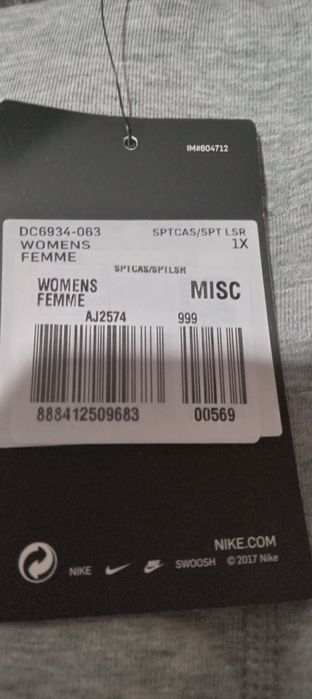 IM#804712
DC6934-063 SPTCAS/SPT LSR
WOMENS 1X
FEMME
SPTCAS/SPTLSR
WOMENS MISC
FEMME
AJ2574 999
888412509683 00569
NIKE.COM
NIKE SWOOSH ©2017 Nike